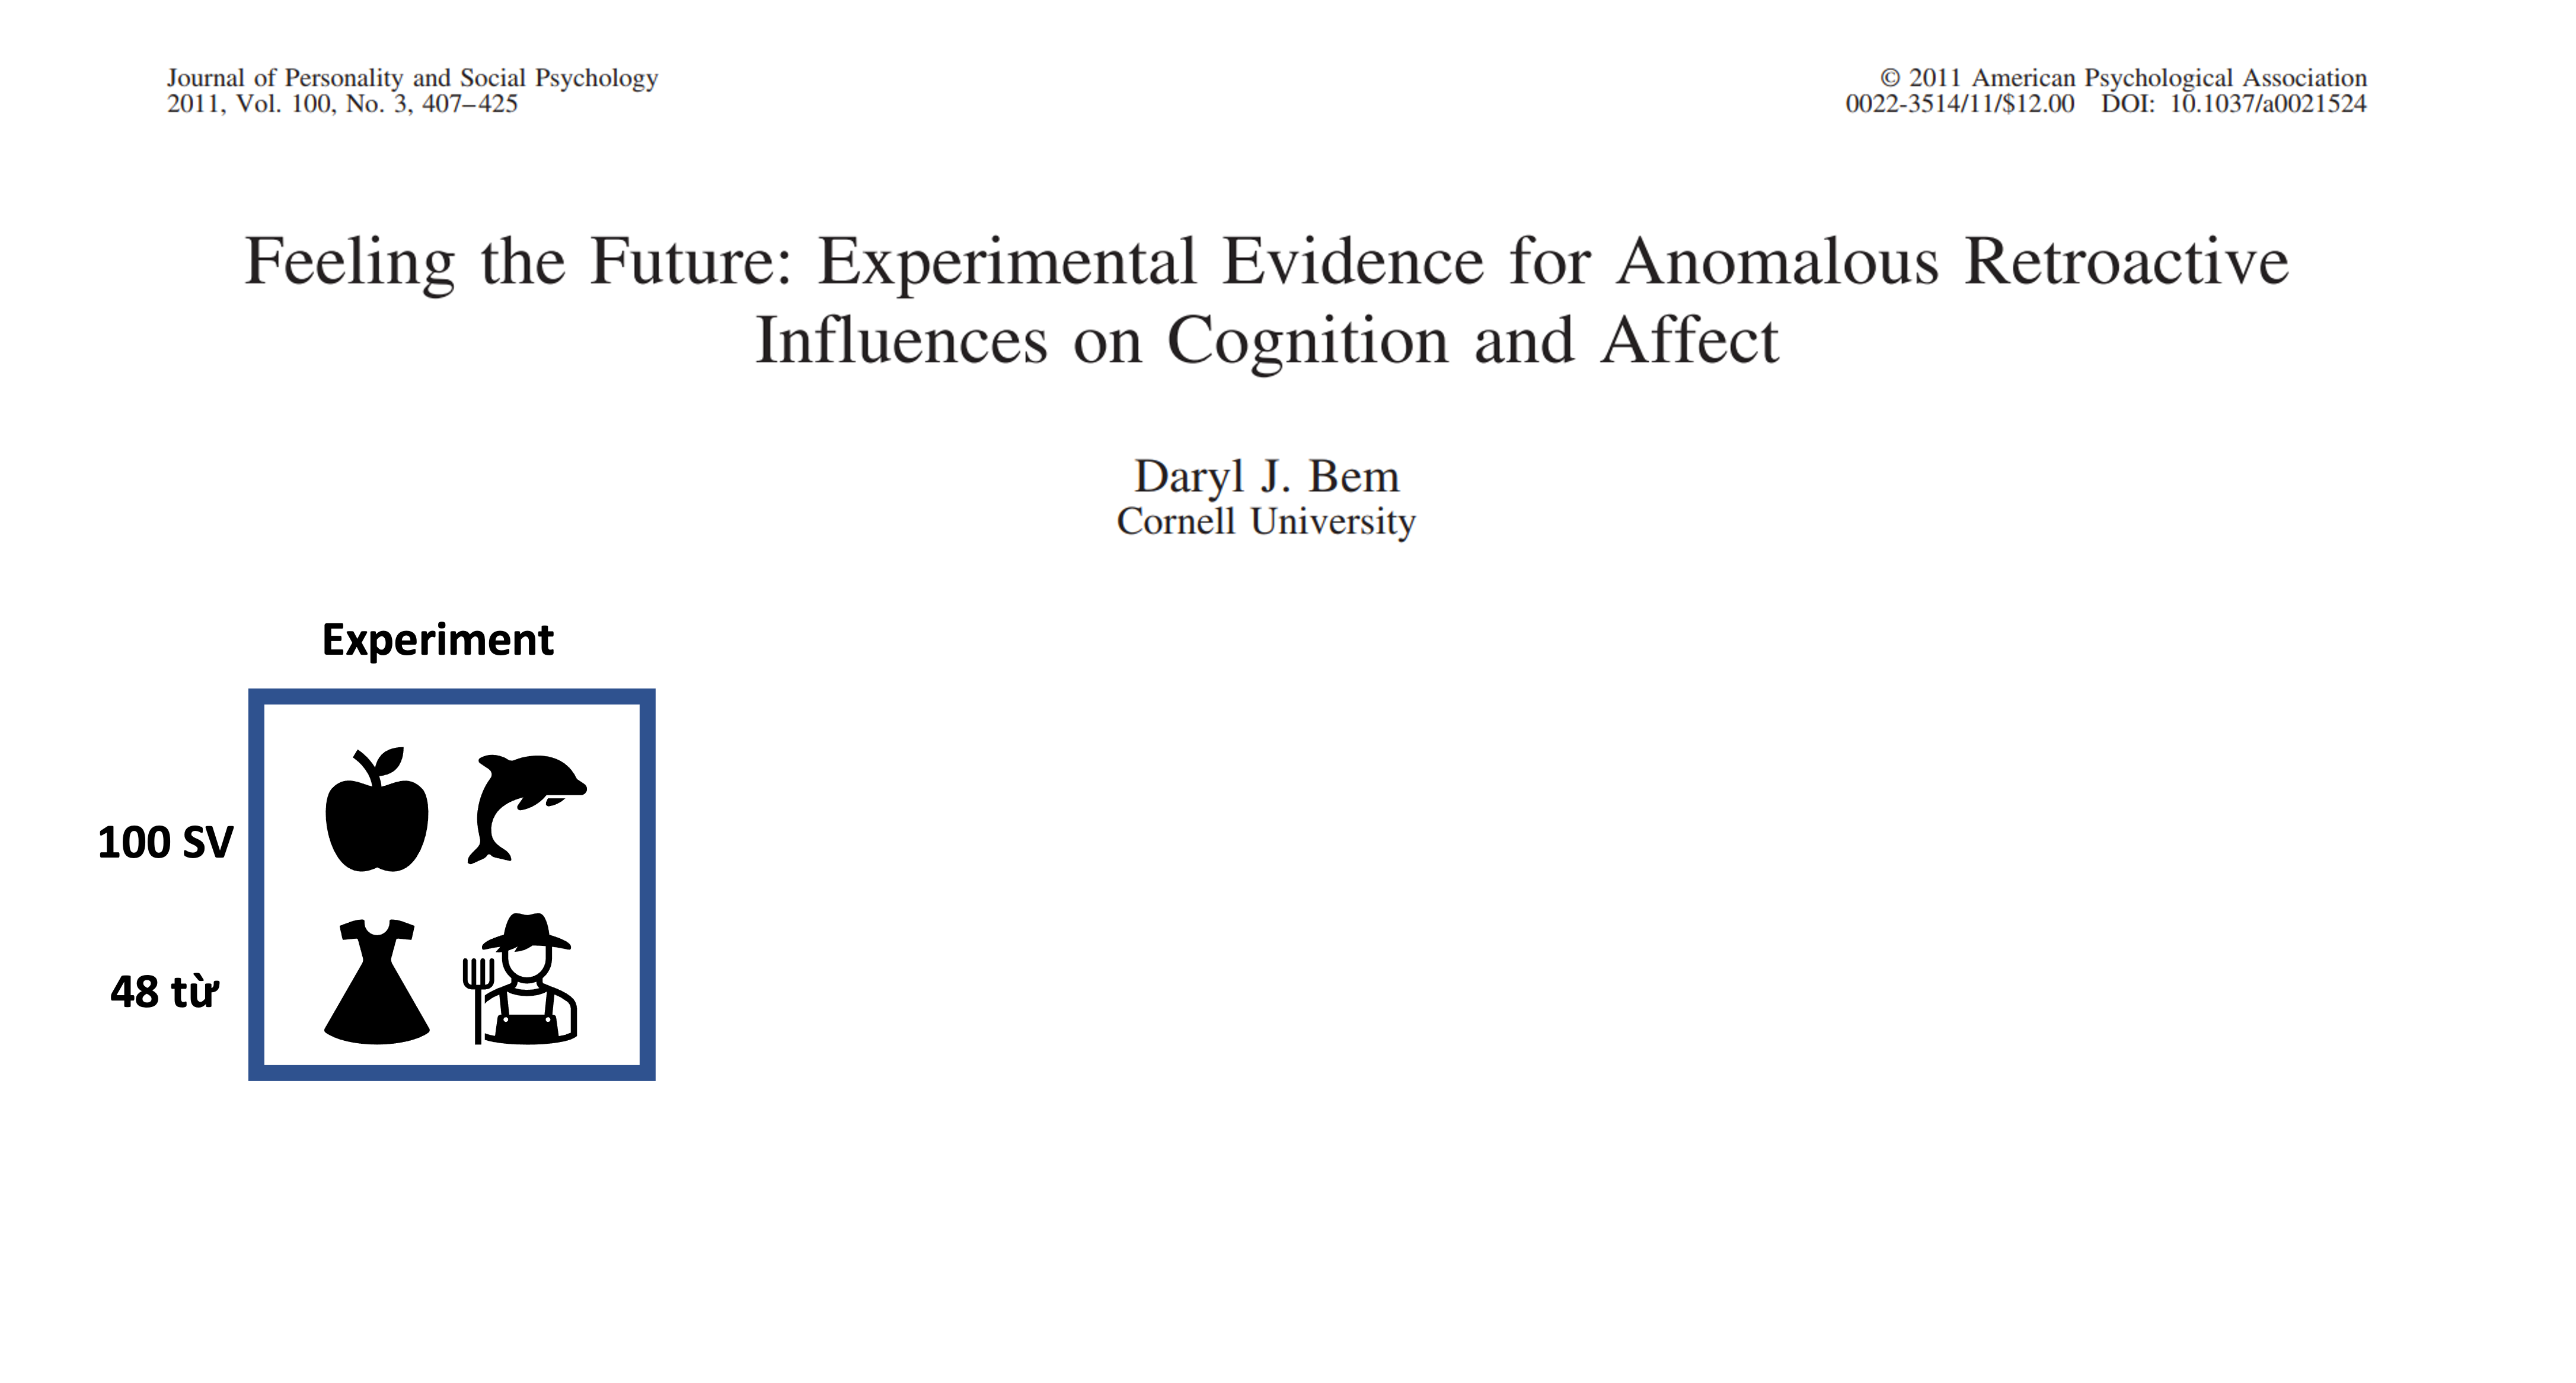 Journal of Personality and Social Psychology
2011, Vol. 100, No. 3, 407–425
© 2011 American Psychological Association
0022-3514/11/$12.00 DOI: 10.1037/a0021524
Feeling the Future: Experimental Evidence for Anomalous Retroactive
Influences on Cognition and Affect
Daryl J. Bem
Cornell University
Experiment
100 SV
48 từ